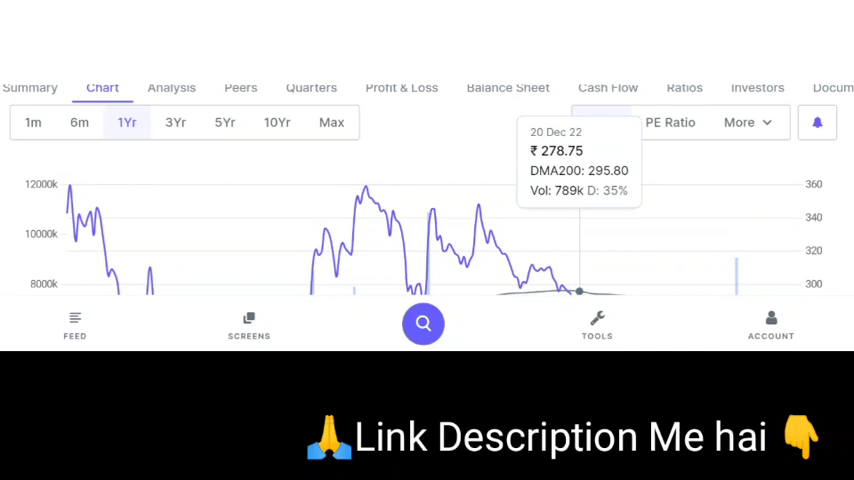 Summary Chart Analysis Peers Quarters Profit & Loss Balance Sheet Cash Flow Ratios Investors Docum
1m 6m 1Yr 3Yr 5Yr 10Yr Max PE Ratio More
20 Dec 22
₹ 278.75
DMA200: 295.80
Vol: 789k D: 35%
12000k 360
10000k 340
320
8000k 300
FEED SCREENS TOOLS ACCOUNT
🙏Link Description Me hai 👇